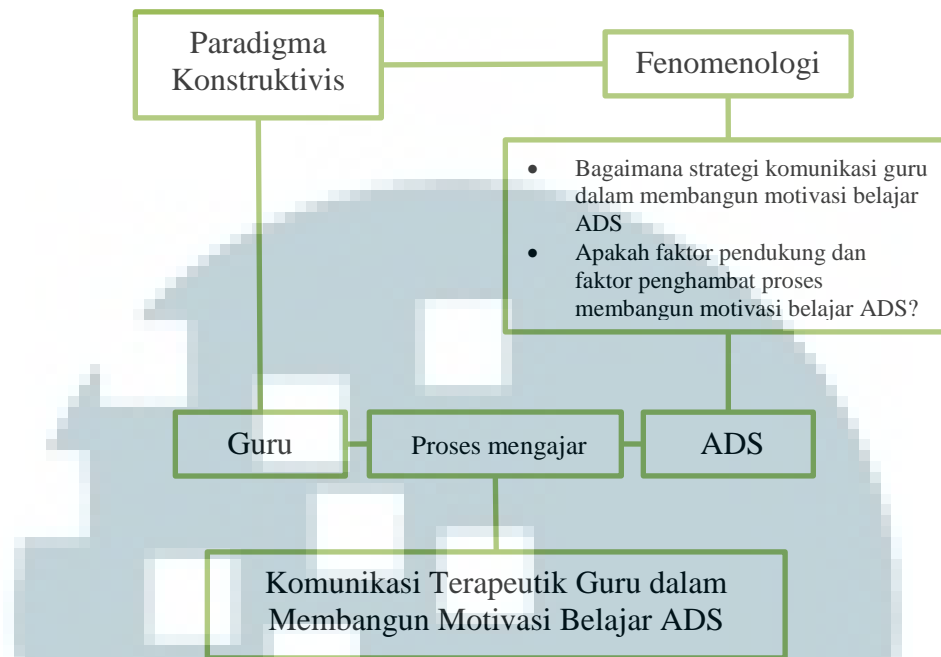 Paradigma
Konstruktivis
Fenomenologi
• Bagaimana strategi komunikasi guru
dalam membangun motivasi belajar
ADS
• Apakah faktor pendukung dan
faktor penghambat proses
membangun motivasi belajar ADS?
Guru
Proses mengajar
ADS
Komunikasi Terapeutik Guru dalam
Membangun Motivasi Belajar ADS